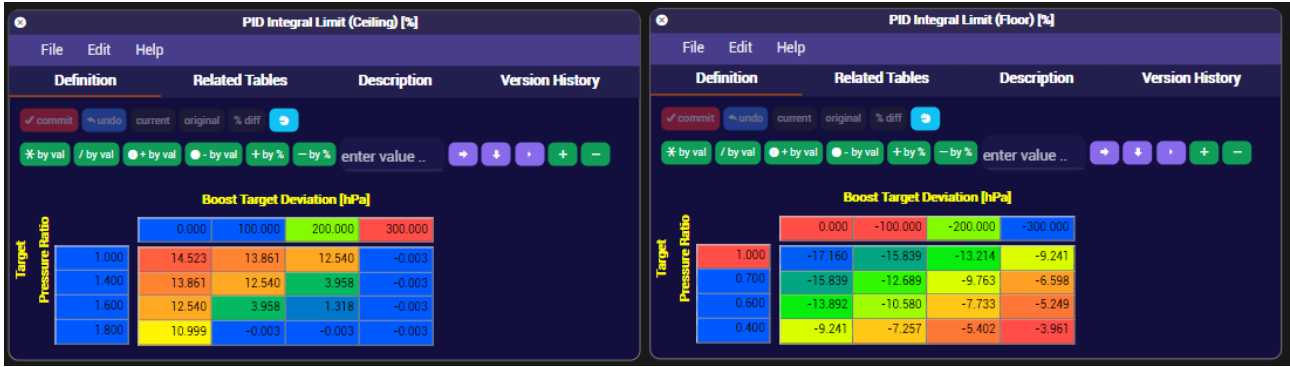 PID Integral Limit (Ceiling) [%]
File Edit Help
Definition Related Tables Description Version History
commit undo current original % diff
by val / by val + by val - by val + by % - by % enter value ..
Boost Target Deviation [hPa]
Target
Pressure Ratio
0.000 100.000 200.000 300.000
1.000 14.523 13.861 12.540 -0.003
1.400 13.861 12.540 3.958 -0.003
1.600 12.540 3.958 1.318 -0.003
1.800 10.999 -0.003 -0.003 -0.003
PID Integral Limit (Floor) [%]
File Edit Help
Definition Related Tables Description Version History
commit undo current original % diff
by val / by val + by val - by val + by % - by % enter value ..
Boost Target Deviation [hPa]
Target
Pressure Ratio
0.000 -100.000 -200.000 -300.000
1.000 -17.160 -15.839 -13.214 -9.241
0.700 -15.839 -12.689 -9.763 -6.598
0.600 -13.892 -10.580 -7.733 -5.249
0.400 -9.241 -7.257 -5.402 -3.961